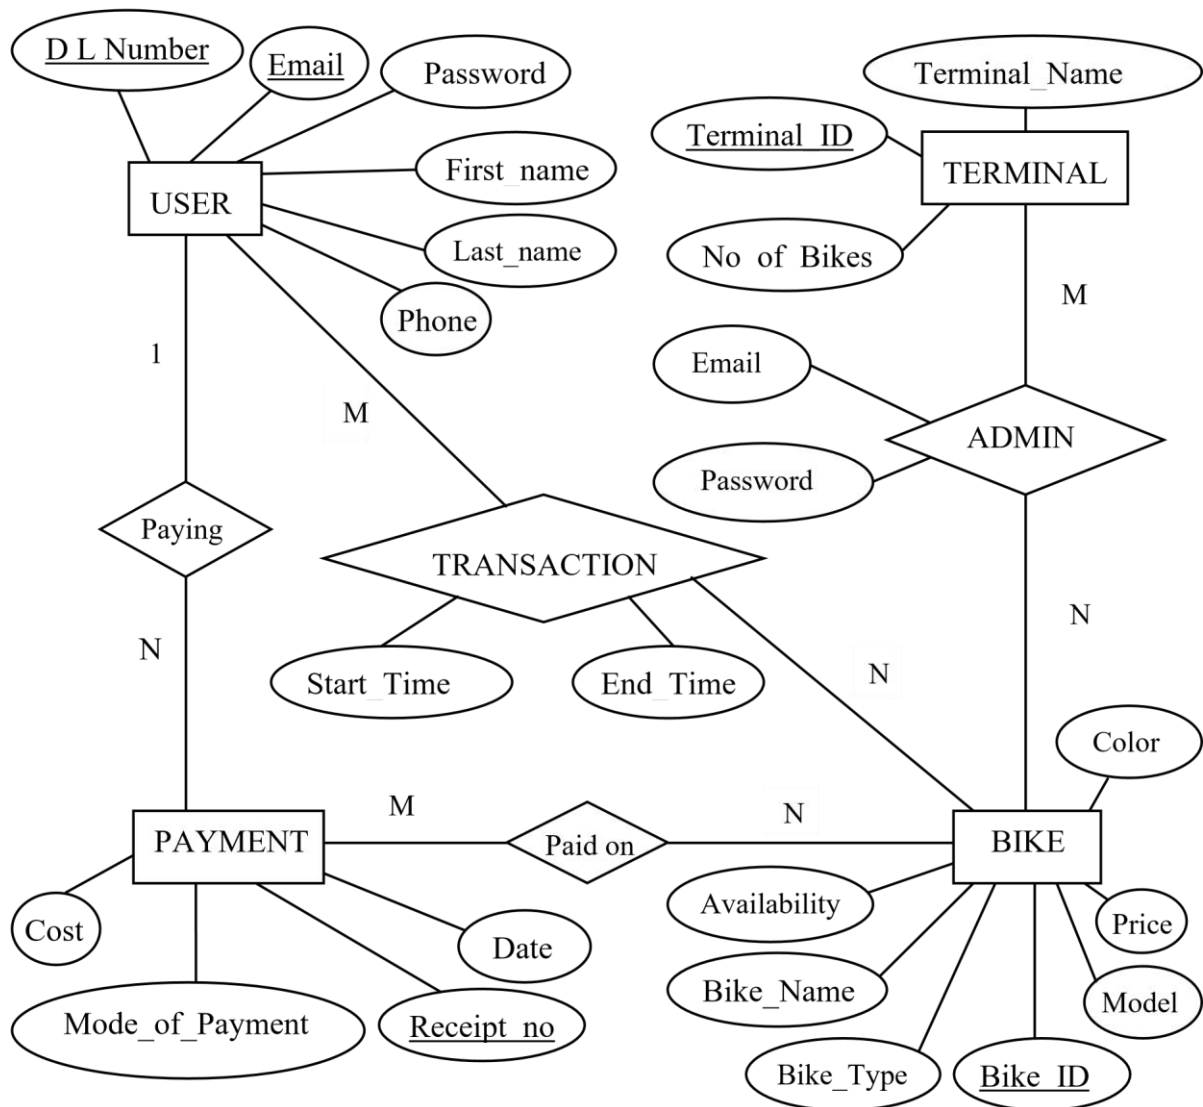 D L Number
Email
Password
Terminal_Name
Terminal_ID
First_name
TERMINAL
USER
Last_name
No of Bikes
Phone
M
1
Email
M
ADMIN
Password
Paying
TRANSACTION
N
N
Start_Time
End_Time
N
Color
M
N
PAYMENT
Paid on
BIKE
Availability
Price
Cost
Date
Bike_Name
Model
Mode_of_Payment
Receipt_no
Bike_Type
Bike_ID